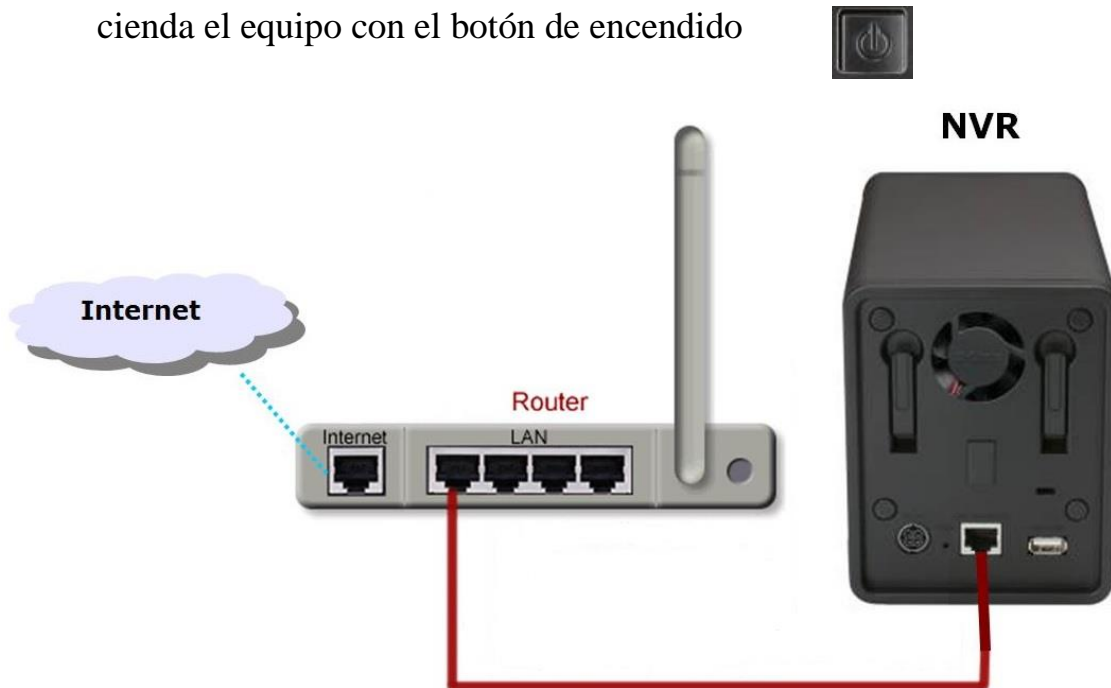 cienda el equipo con el botón de encendido
NVR
Internet
Router
Internet
LAN